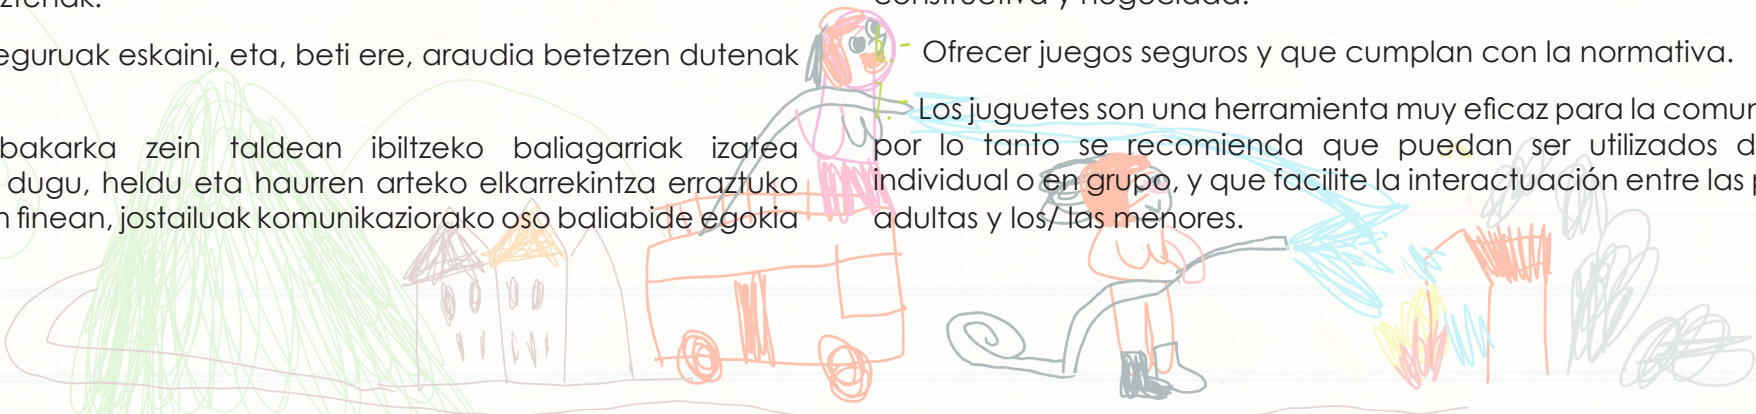 eguruak eskaini, eta, beti ere, araudia betetzen dutenak
bakarka zein taldean ibiltzeko baliagarriak izatea
dugu, heldu eta haurren arteko elkarrekintza erraztuko
finean, jostailuak komunikaziorako oso baliabide egokia
- Ofrecer juegos seguros y que cumplan con la normativa.
- Los juguetes son una herramienta muy eficaz para la comun
por lo tanto se recomienda que puedan ser utilizados d
individual o en grupo, y que facilite la interactuación entre las p
adultas y los/ las menores.